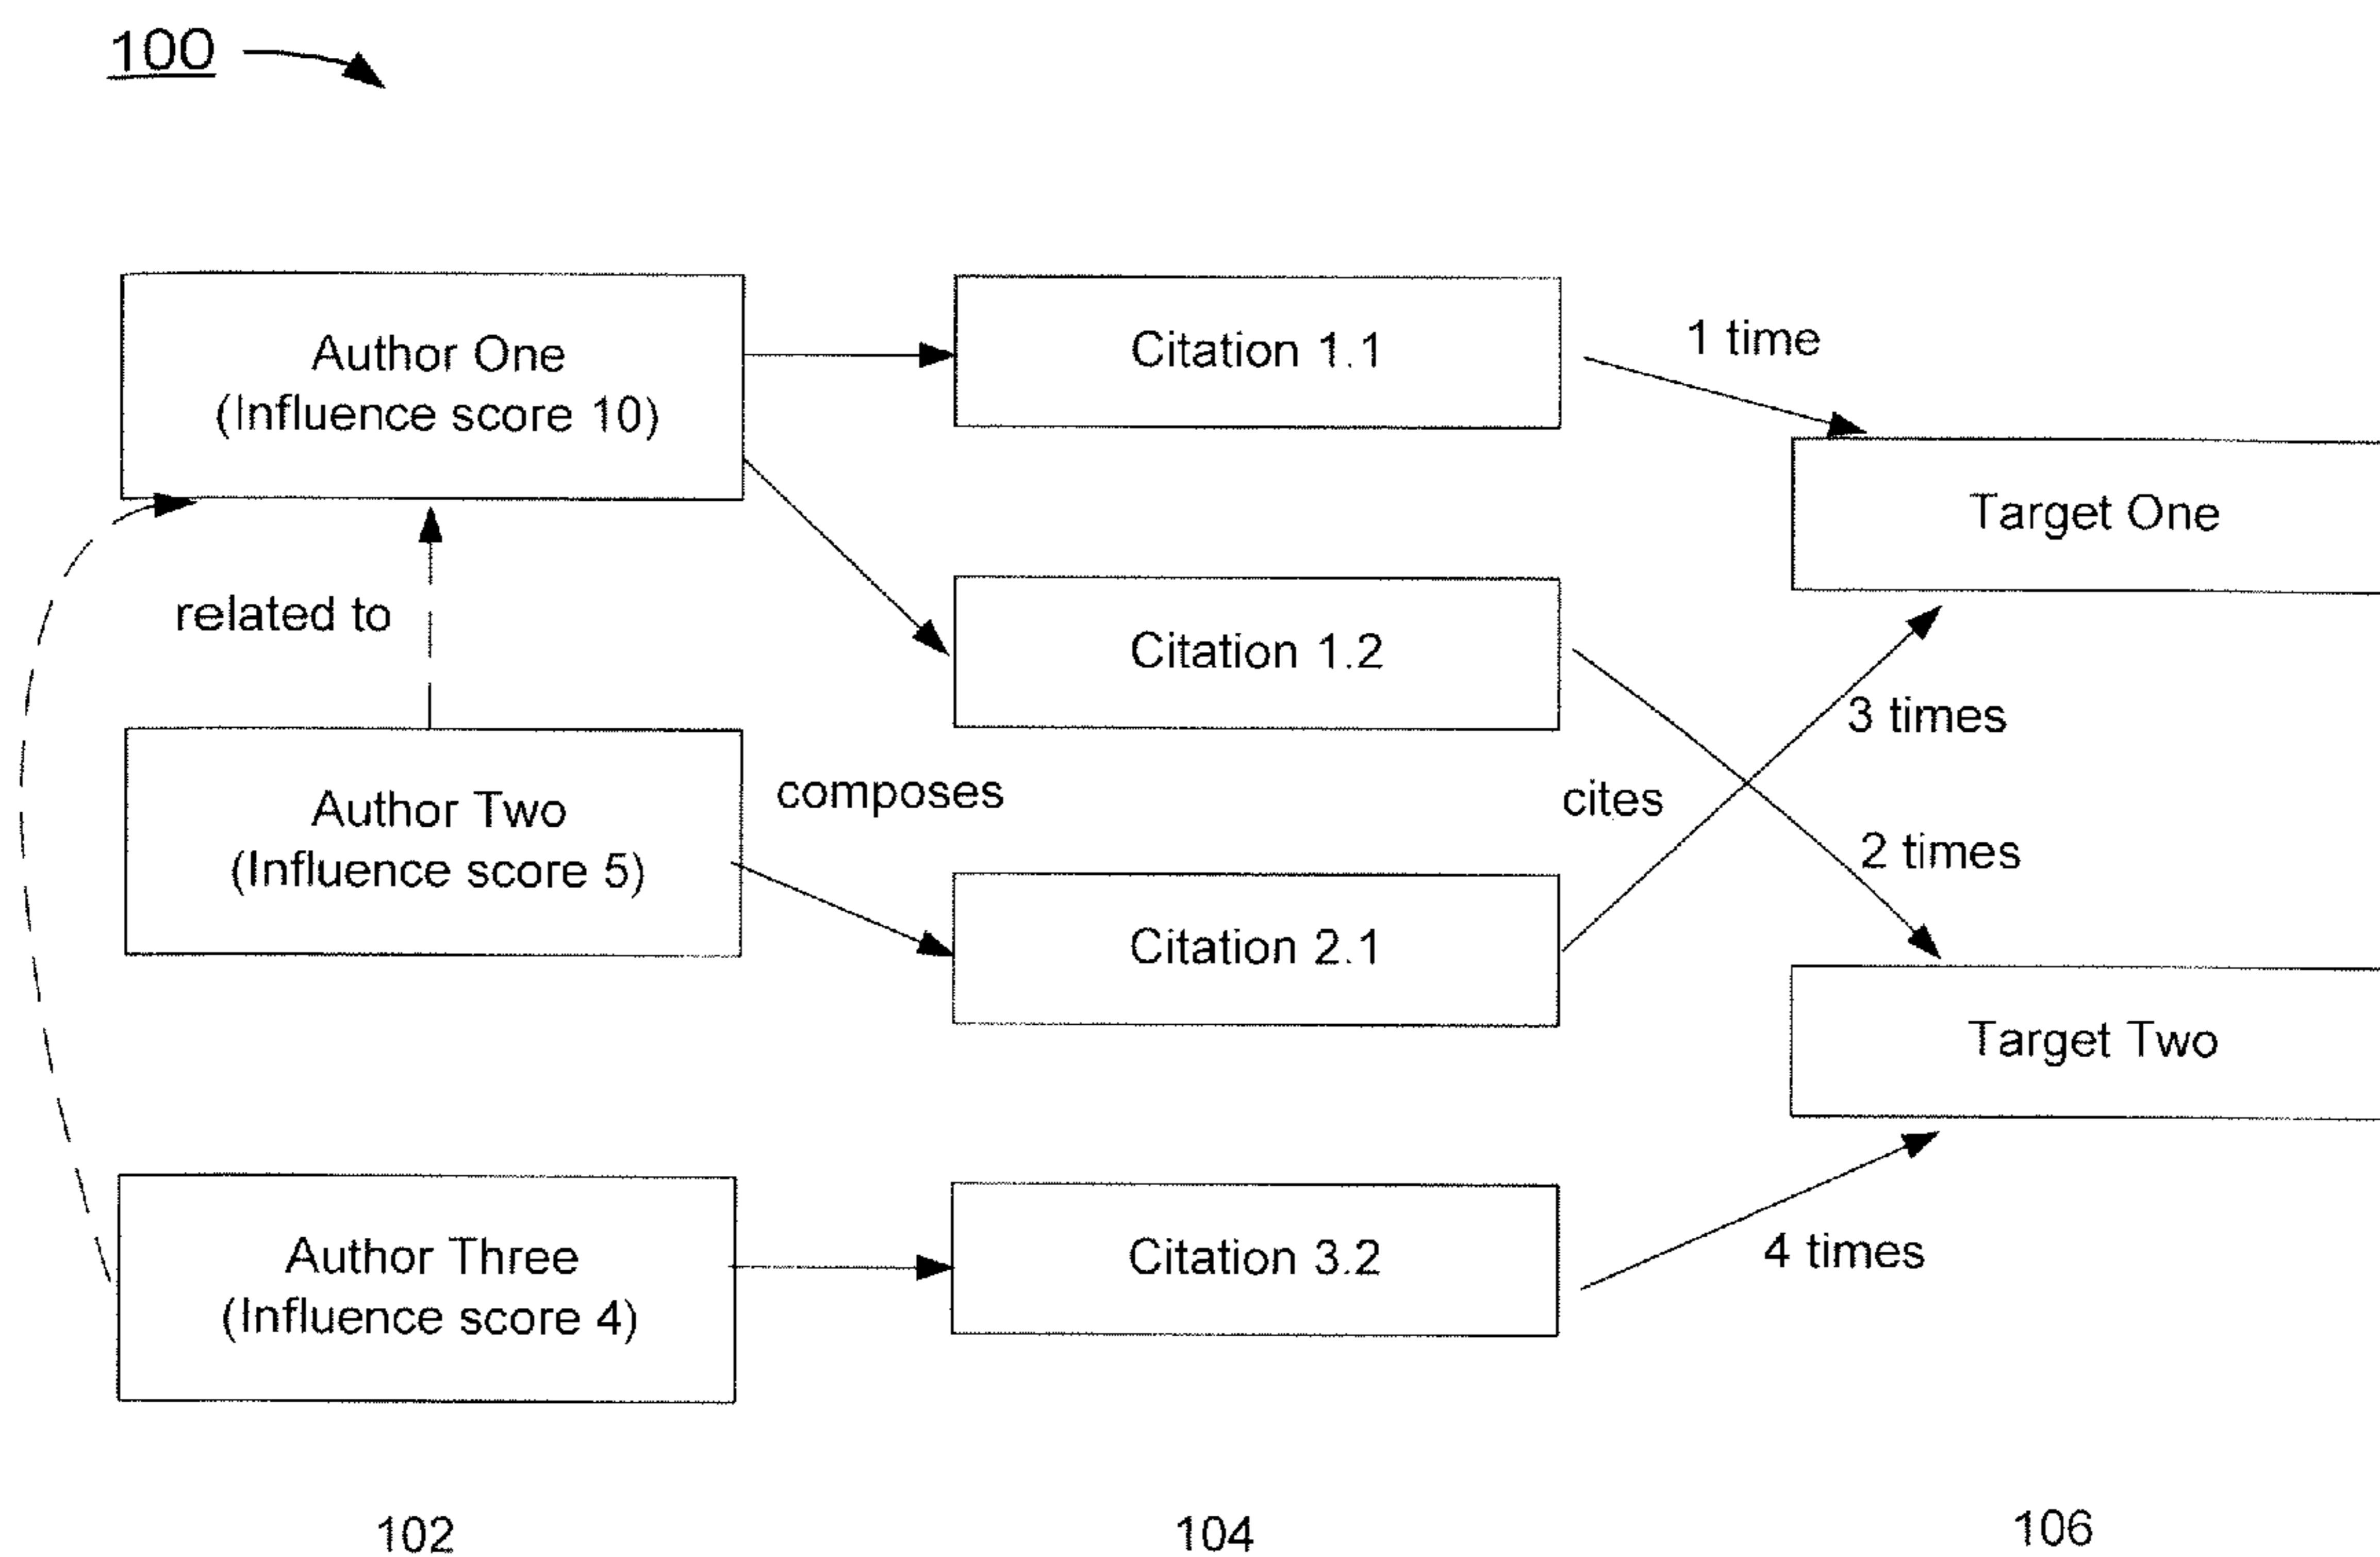 100
Author One
(Influence score 10)
Citation 1.1
1 time
Target One
related to
Citation 1.2
3 times
Author Two
(Influence score 5)
composes
cites
2 times
Citation 2.1
Target Two
Author Three
(Influence score 4)
Citation 3.2
4 times
102
104
106